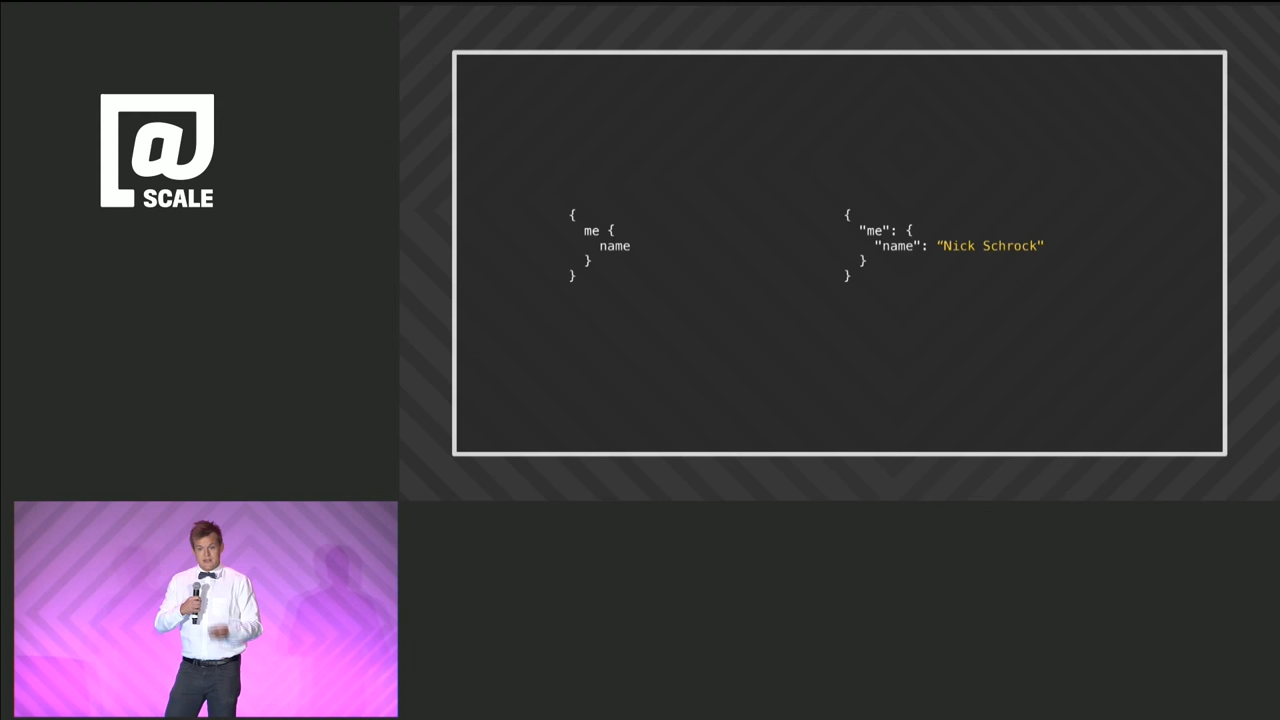 @
SCALE
{
  me {
    name
  }
}
{
  "me": {
    "name": “Nick Schrock"
  }
}